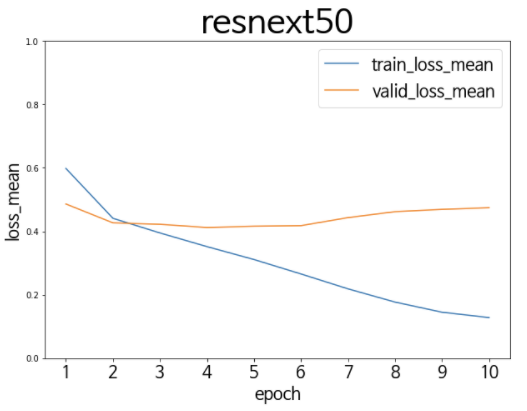 resnext50
1.0
0.8
0.6
0.4
0.2
0.0
loss_mean
train_loss_mean
valid_loss_mean
1 2 3 4 5 6 7 8 9 10
epoch